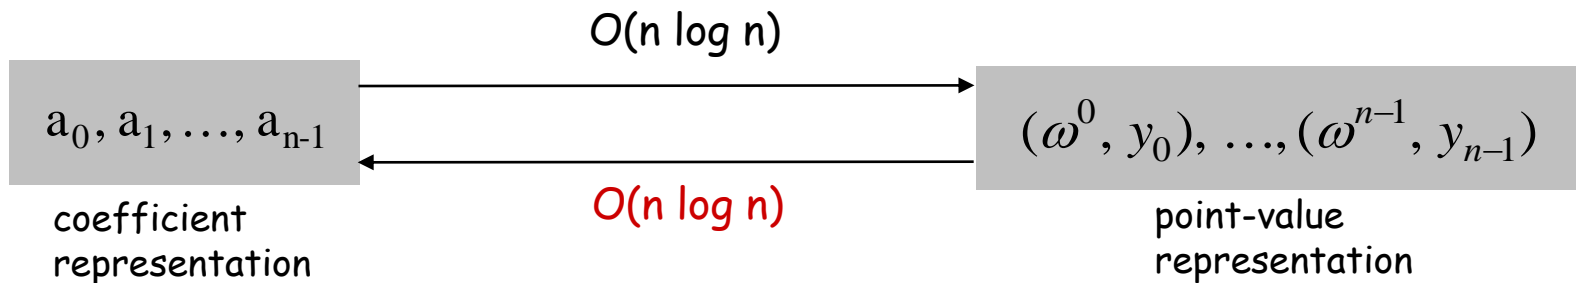 O(n log n)
a₀, a₁, …, aₙ₋₁
(ω⁰, y₀), …, (ωⁿ⁻¹, yₙ₋₁)
O(n log n)
coefficient
representation
point-value
representation